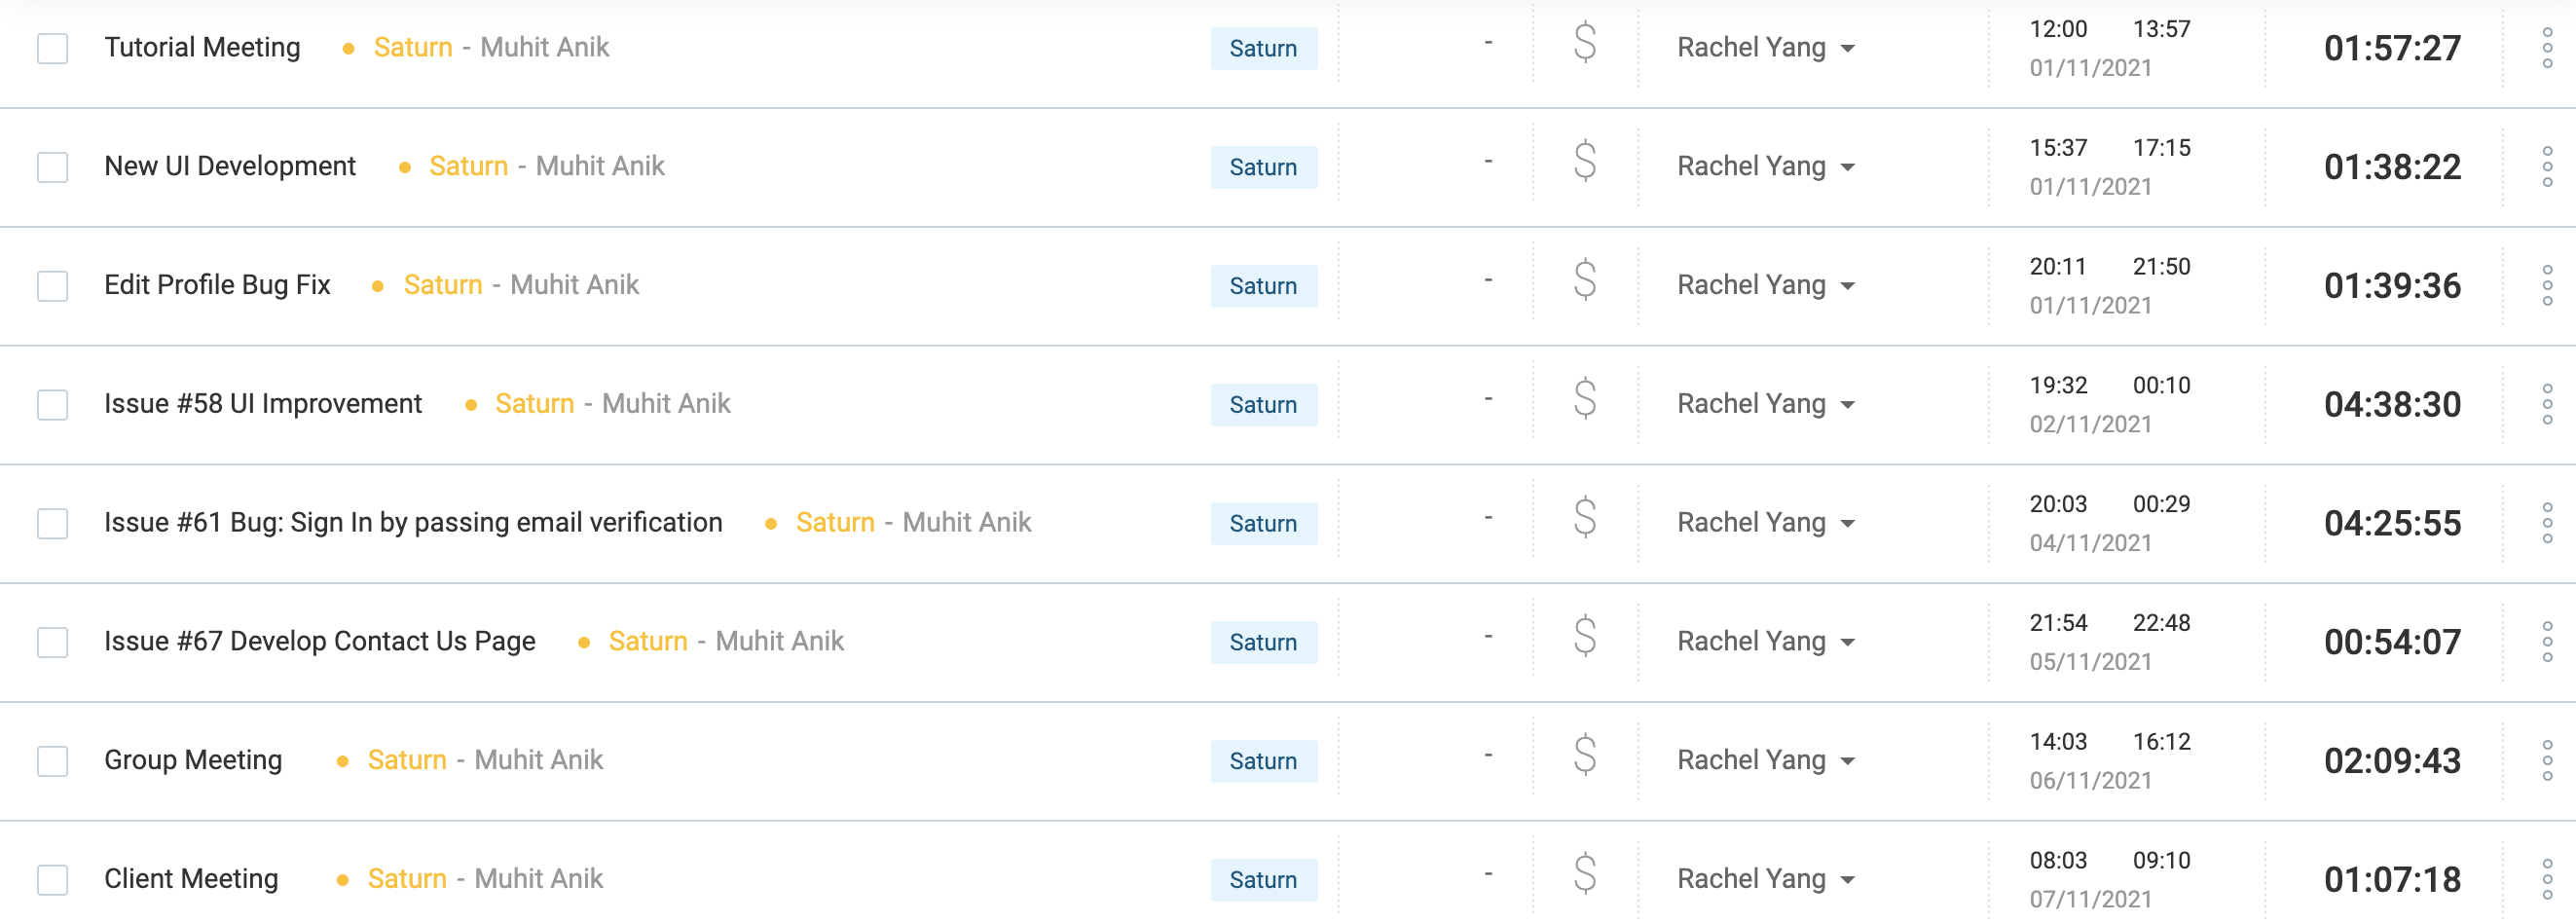 Tutorial Meeting Saturn - Muhit Anik Saturn - $ Rachel Yang 12:00 13:57 01:57:27
01/11/2021
New UI Development Saturn - Muhit Anik Saturn - $ Rachel Yang 15:37 17:15 01:38:22
01/11/2021
Edit Profile Bug Fix Saturn - Muhit Anik Saturn - $ Rachel Yang 20:11 21:50 01:39:36
01/11/2021
Issue #58 UI Improvement Saturn - Muhit Anik Saturn - $ Rachel Yang 19:32 00:10 04:38:30
02/11/2021
Issue #61 Bug: Sign In by passing email verification Saturn - Muhit Anik Saturn - $ Rachel Yang 20:03 00:29 04:25:55
04/11/2021
Issue #67 Develop Contact Us Page Saturn - Muhit Anik Saturn - $ Rachel Yang 21:54 22:48 00:54:07
05/11/2021
Group Meeting Saturn - Muhit Anik Saturn - $ Rachel Yang 14:03 16:12 02:09:43
06/11/2021
Client Meeting Saturn - Muhit Anik Saturn - $ Rachel Yang 08:03 09:10 01:07:18
07/11/2021